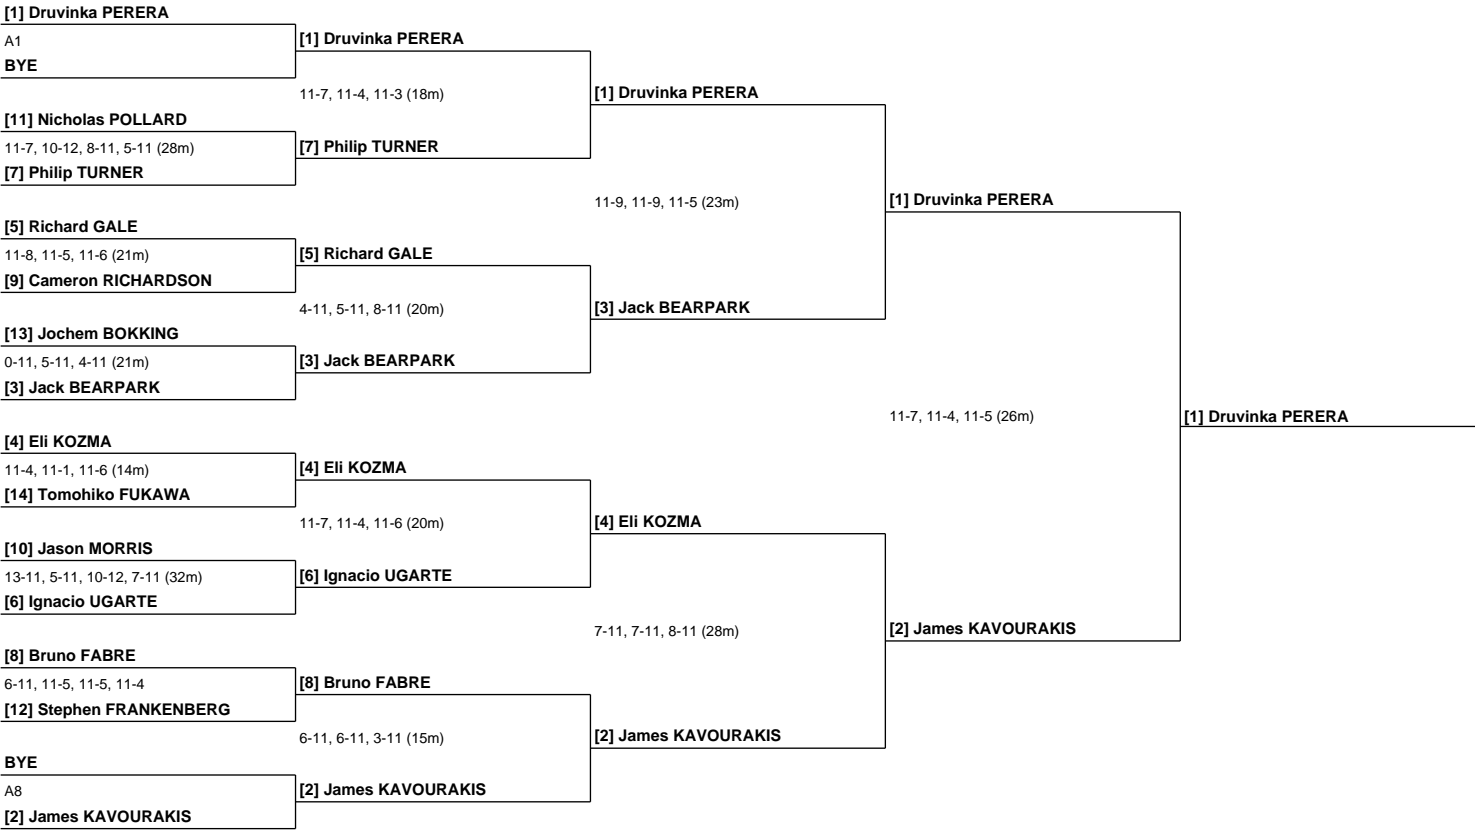 [1] Druvinka PERERA
A1
BYE
[11] Nicholas POLLARD
11-7, 10-12, 8-11, 5-11 (28m)
[7] Philip TURNER
[5] Richard GALE
11-8, 11-5, 11-6 (21m)
[9] Cameron RICHARDSON
[13] Jochem BOKKING
0-11, 5-11, 4-11 (21m)
[3] Jack BEARPARK
[4] Eli KOZMA
11-4, 11-1, 11-6 (14m)
[14] Tomohiko FUKAWA
[10] Jason MORRIS
13-11, 5-11, 10-12, 7-11 (32m)
[6] Ignacio UGARTE
[8] Bruno FABRE
6-11, 11-5, 11-5, 11-4
[12] Stephen FRANKENBERG
BYE
A8
[2] James KAVOURAKIS
[1] Druvinka PERERA
11-7, 11-4, 11-3 (18m)
[7] Philip TURNER
[5] Richard GALE
4-11, 5-11, 8-11 (20m)
[3] Jack BEARPARK
[4] Eli KOZMA
11-7, 11-4, 11-6 (20m)
[6] Ignacio UGARTE
[8] Bruno FABRE
6-11, 6-11, 3-11 (15m)
[2] James KAVOURAKIS
[1] Druvinka PERERA
11-9, 11-9, 11-5 (23m)
[3] Jack BEARPARK
[4] Eli KOZMA
7-11, 7-11, 8-11 (28m)
[2] James KAVOURAKIS
[1] Druvinka PERERA
11-7, 11-4, 11-5 (26m)
[2] James KAVOURAKIS
[1] Druvinka PERERA